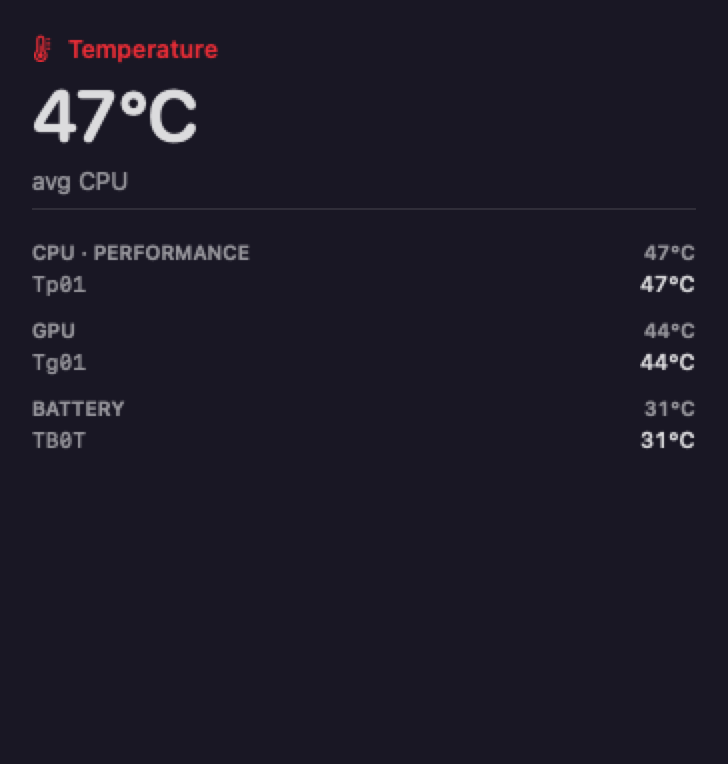 Temperature
47°C
avg CPU
CPU · PERFORMANCE 47°C
Tp01 47°C
GPU 44°C
Tg01 44°C
BATTERY 31°C
TB0T 31°C